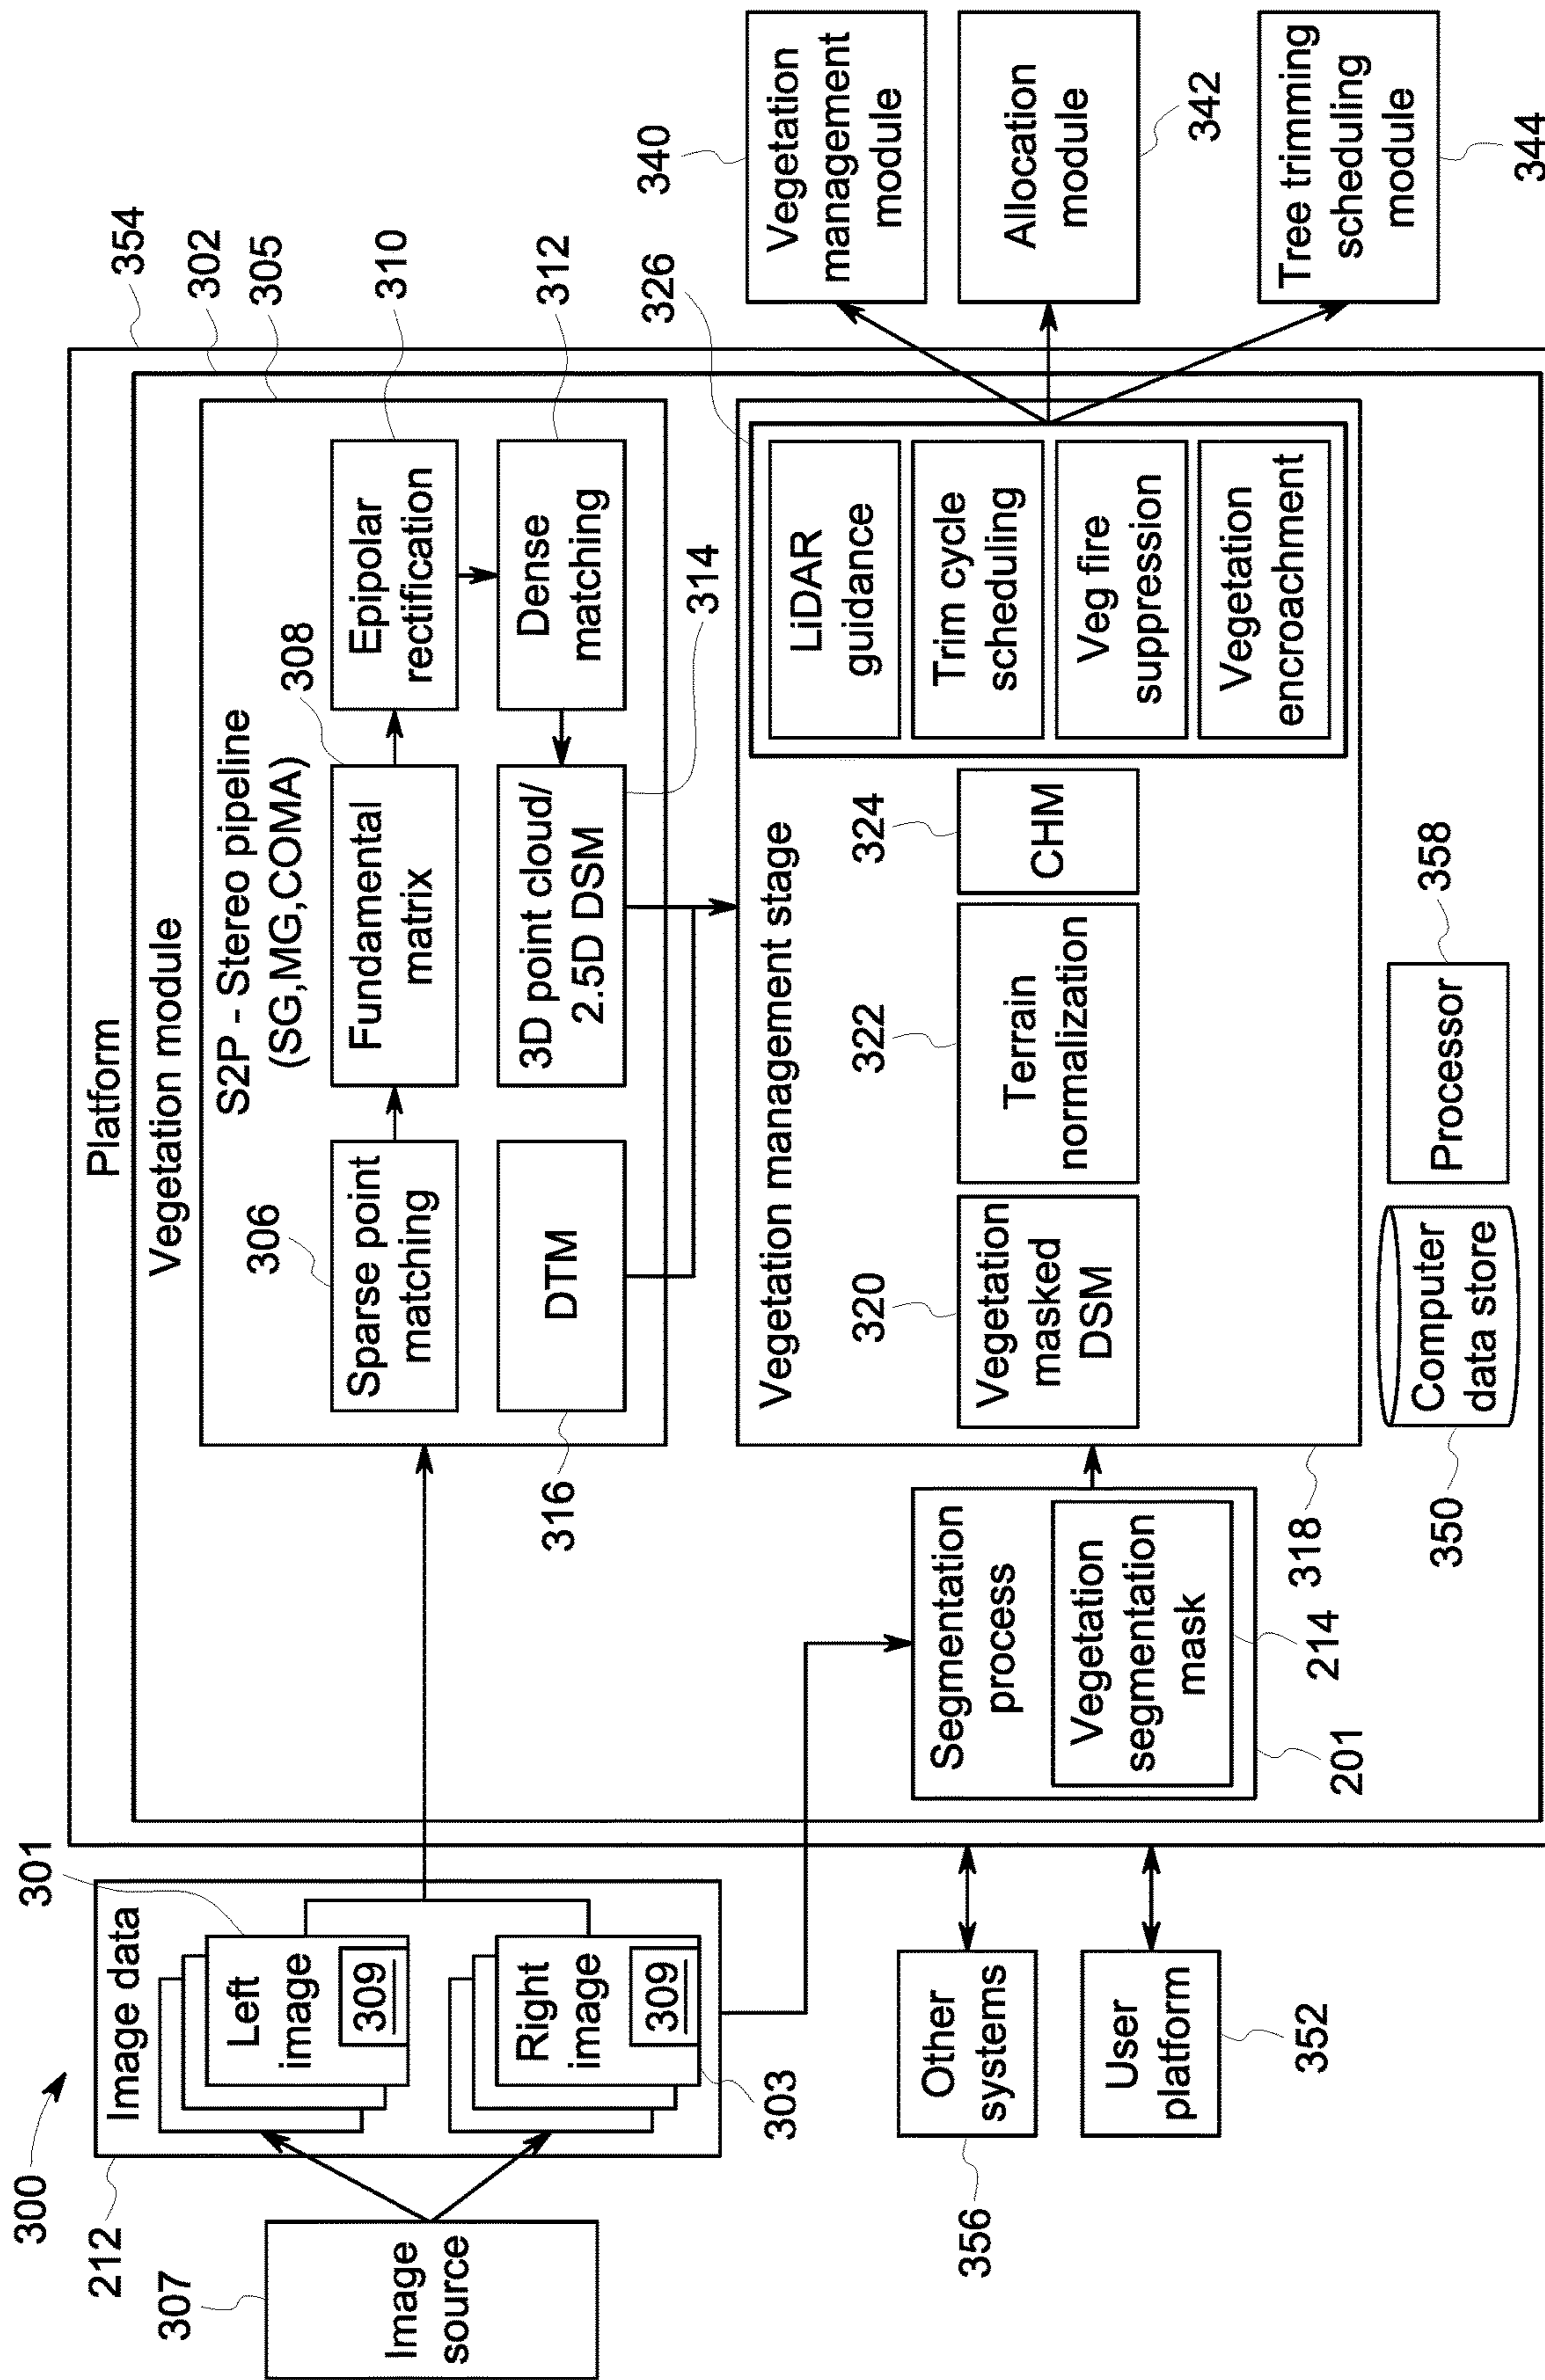 300
307
Image
source
212
Image data
301
Left
image
309
Right
image
309
303
Other
systems
356
User
platform
352
Platform
354
Vegetation module
302
S2P - Stereo pipeline
(SG,MG,COMA)
305
306
Sparse point
matching
308
Fundamental
matrix
310
Epipolar
rectification
312
Dense
matching
314
3D point cloud/
2.5D DSM
316
DTM
Segmentation
process
Vegetation
segmentation
mask
214
201
318
Vegetation management stage
320
Vegetation
masked
DSM
322
Terrain
normalization
324
CHM
326
LiDAR
guidance
Trim cycle
scheduling
Veg fire
suppression
Vegetation
encroachment
350
Computer
data store
358
Processor
340
Vegetation
management
module
Allocation
module
342
Tree trimming
scheduling
module
344